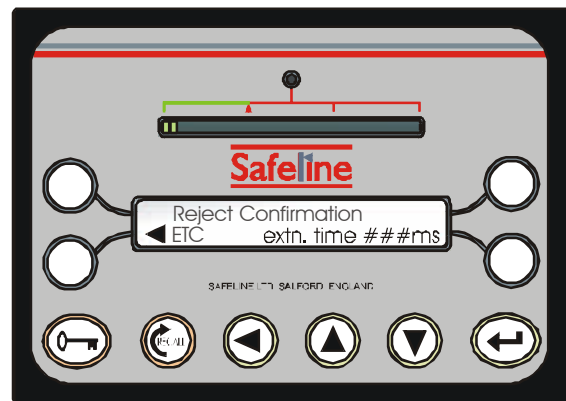 Safeline
Reject Confirmation
◀ ETC extn. time ###ms
SAFELINE LTD SALFORD ENGLAND
RECALL